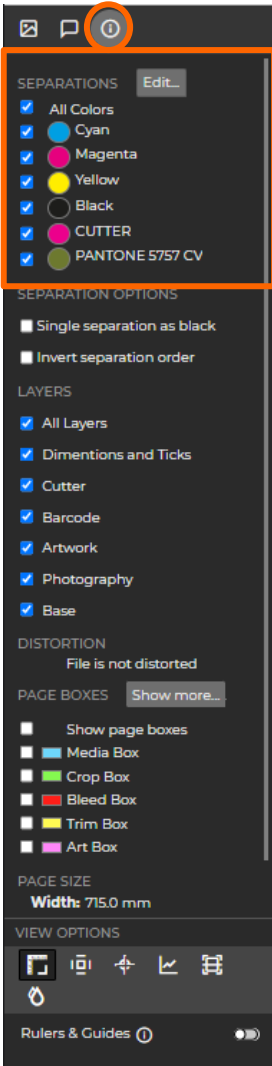 SEPARATIONS Edit...
All Colors
Cyan
Magenta
Yellow
Black
CUTTER
PANTONE 5757 CV
SEPARATION OPTIONS
Single separation as black
Invert separation order
LAYERS
All Layers
Dimentions and Ticks
Cutter
Barcode
Artwork
Photography
Base
DISTORTION
File is not distorted
PAGE BOXES Show more...
Show page boxes
Media Box
Crop Box
Bleed Box
Trim Box
Art Box
PAGE SIZE
Width: 715.0 mm
VIEW OPTIONS
Rulers & Guides